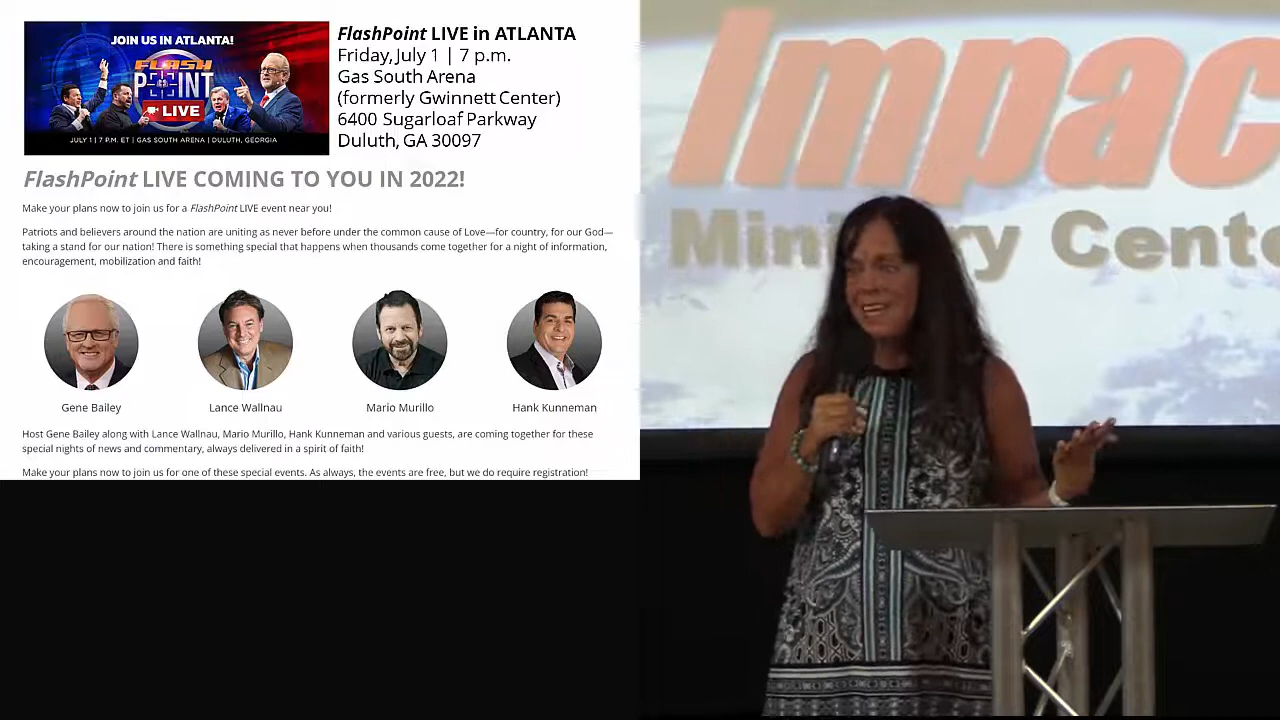 JOIN US IN ATLANTA!
FLASH
POINT
LIVE
JULY 1 | 7 P.M. ET | GAS SOUTH ARENA | DULUTH, GEORGIA
FlashPoint LIVE in ATLANTA
Friday, July 1 | 7 p.m.
Gas South Arena
(formerly Gwinnett Center)
6400 Sugarloaf Parkway
Duluth, GA 30097
FlashPoint LIVE COMING TO YOU IN 2022!
Make your plans now to join us for a FlashPoint LIVE event near you!
Patriots and believers around the nation are uniting as never before under the common cause of Love—for country, for our God—
taking a stand for our nation! There is something special that happens when thousands come together for a night of information,
encouragement, mobilization and faith!
Gene Bailey
Lance Wallnau
Mario Murillo
Hank Kunneman
Host Gene Bailey along with Lance Wallnau, Mario Murillo, Hank Kunneman and various guests, are coming together for these
special nights of news and commentary, always delivered in a spirit of faith!
Make your plans now to join us for one of these special events. As always, the events are free, but we do require registration!
Impac
Min ry Cente